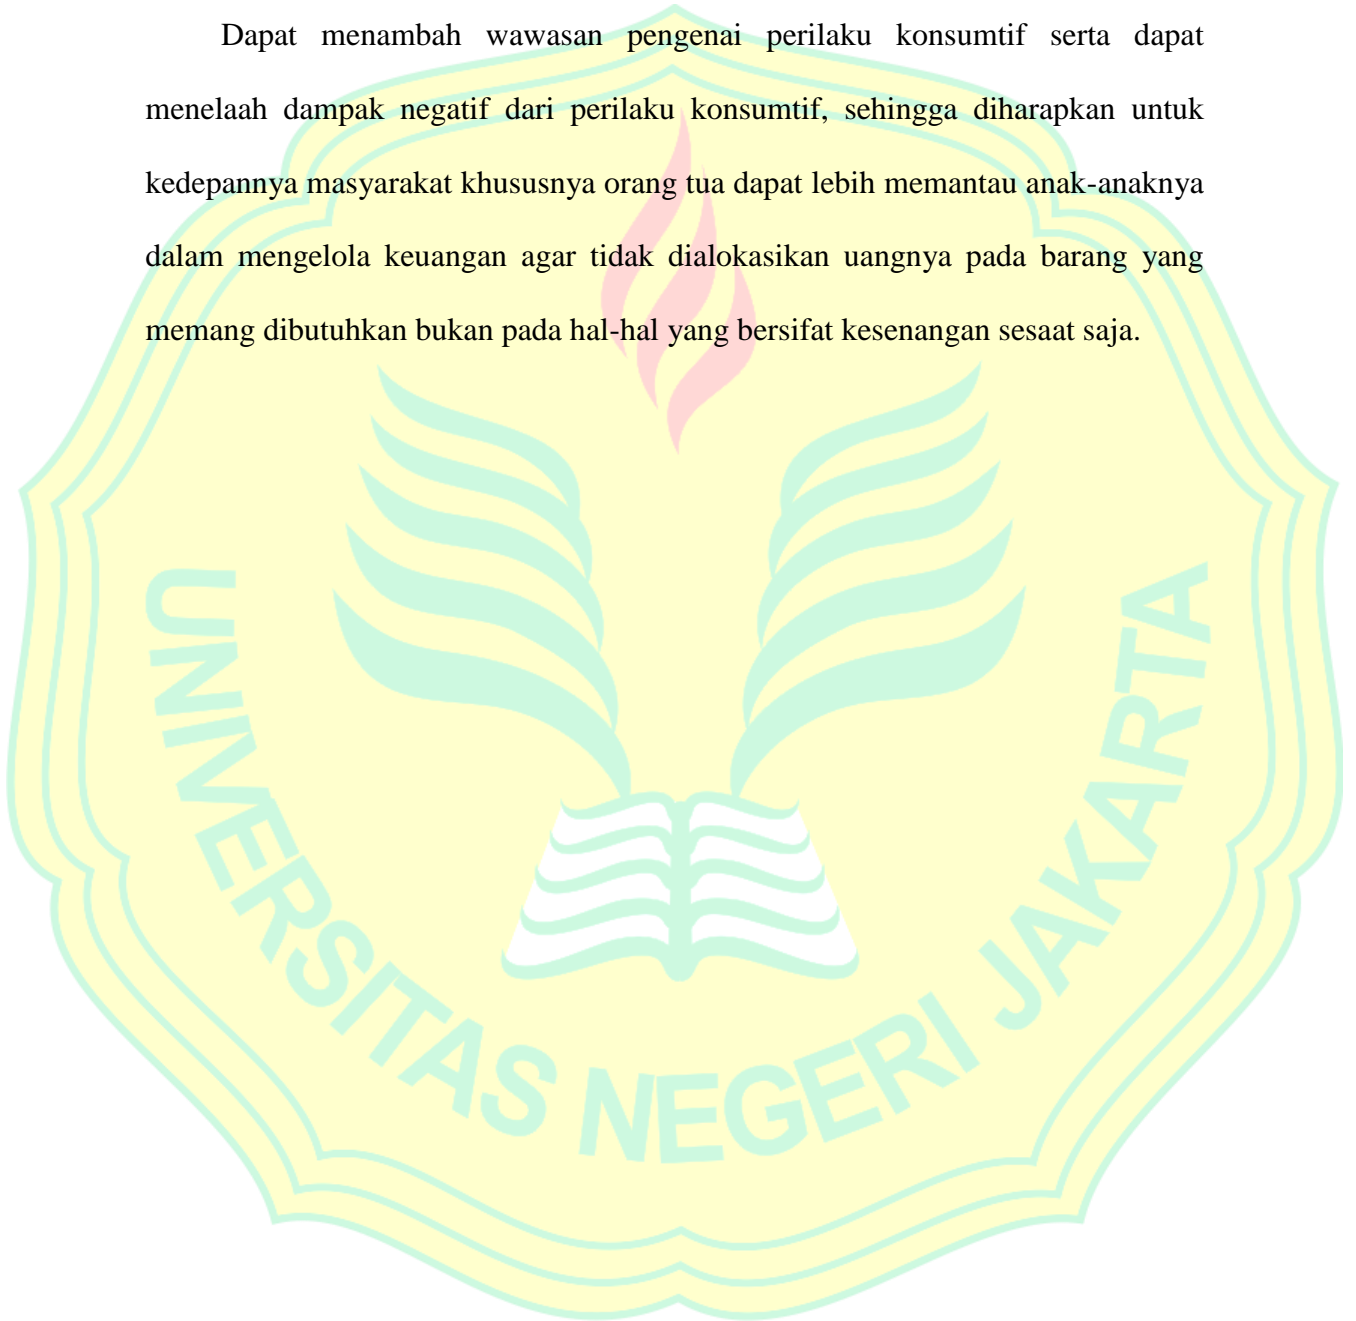 Dapat menambah wawasan pengenai perilaku konsumtif serta dapat
menelaah dampak negatif dari perilaku konsumtif, sehingga diharapkan untuk
kedepannya masyarakat khususnya orang tua dapat lebih memantau anak-anaknya
dalam mengelola keuangan agar tidak dialokasikan uangnya pada barang yang
memang dibutuhkan bukan pada hal-hal yang bersifat kesenangan sesaat saja.
UNIVERSITAS NEGERI JAKARTA